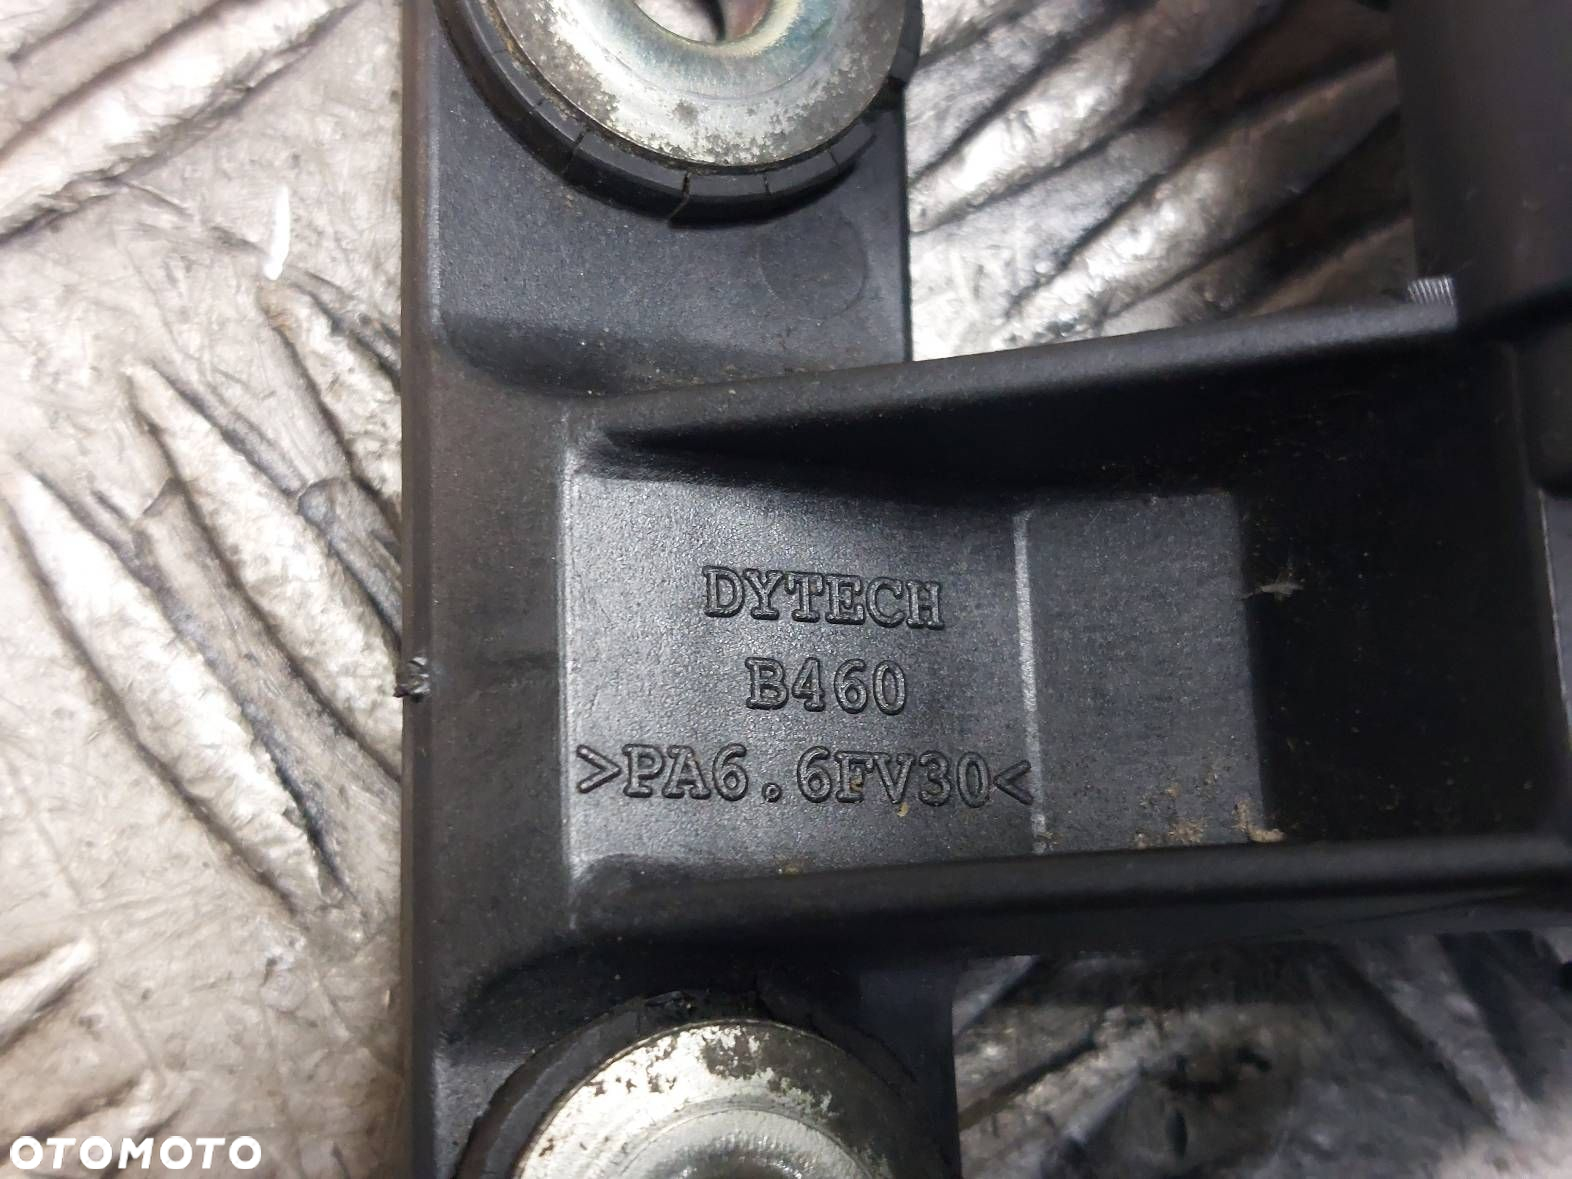 DYTECH
B460
>PA6.6FV30<
OTOMOTO